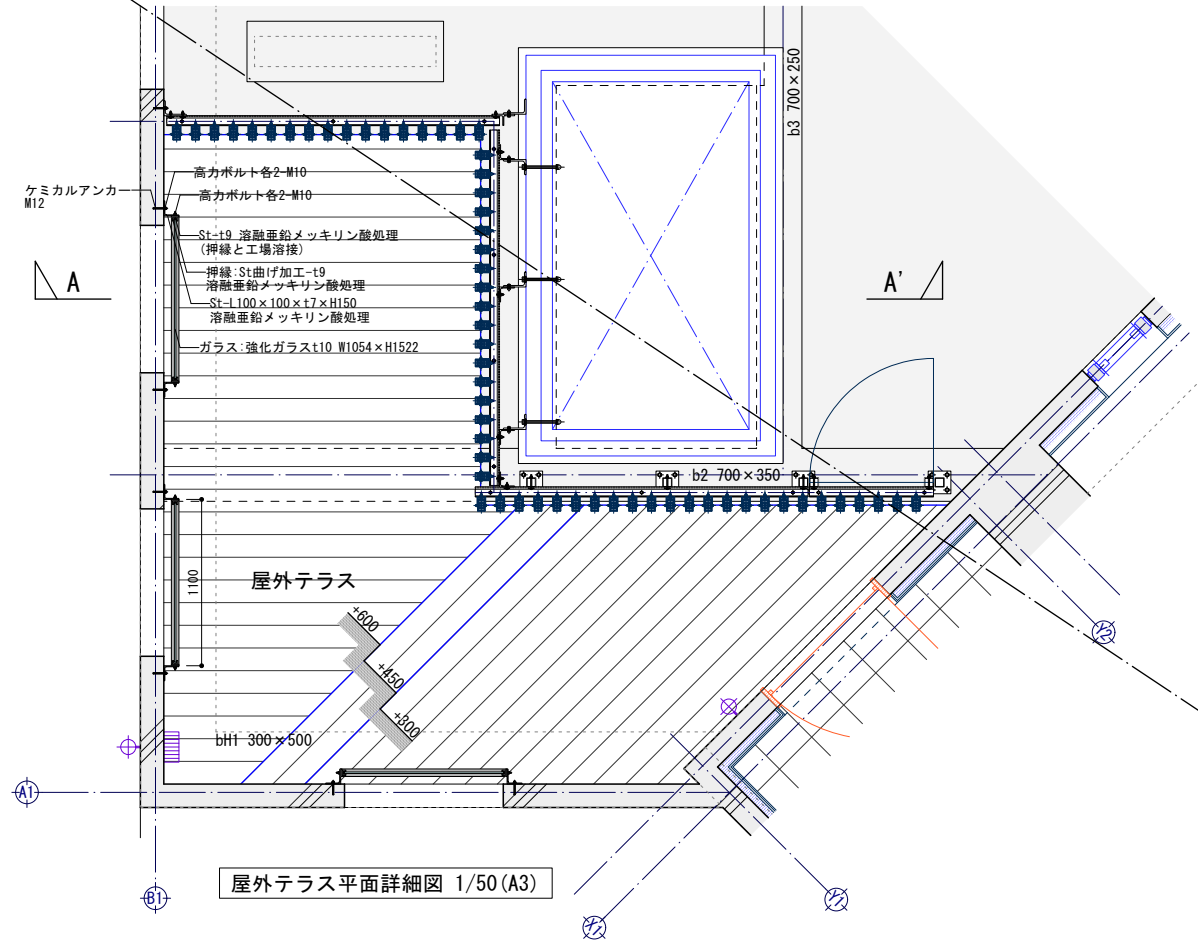 b3 700×250
高力ボルト各2-M10
ケミカルアンカー
M12
高力ボルト各2-M10
St-t9 溶融亜鉛メッキリン酸処理
(押縁と工場溶接)
押縁:St曲げ加工-t9
溶融亜鉛メッキリン酸処理
St-L100×100×t7×H150
溶融亜鉛メッキリン酸処理
ガラス:強化ガラスt10 W1054×H1522
A
A'
b2 700×350
1100
屋外テラス
+600
+450
+300
bH1 300×500
Y2
A1
B1
屋外テラス平面詳細図 1/50(A3)